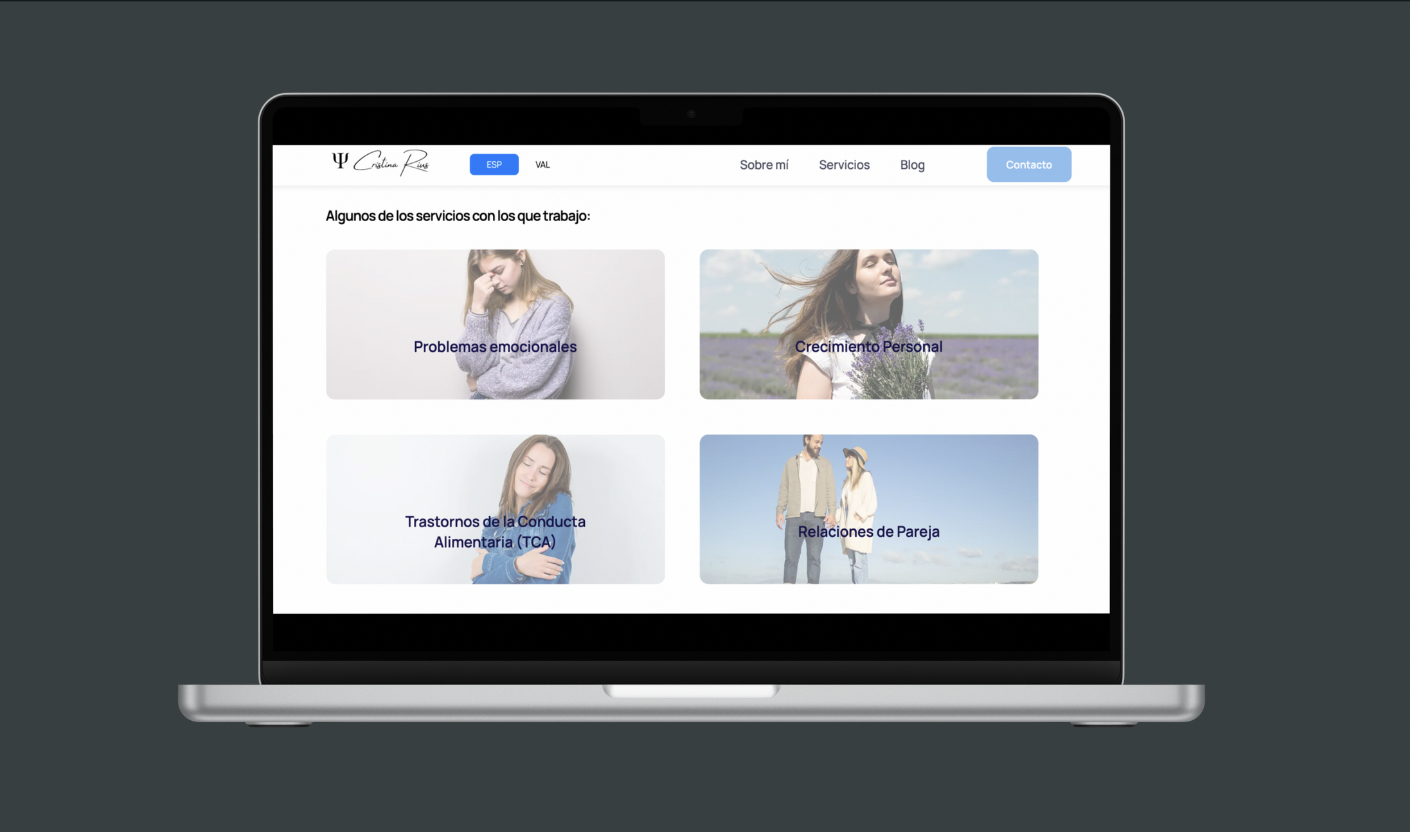 Ψ Cristina Rius
ESP
VAL
Sobre mí
Servicios
Blog
Contacto
Algunos de los servicios con los que trabajo:
Problemas emocionales
Crecimiento Personal
Trastornos de la Conducta
Alimentaria (TCA)
Relaciones de Pareja